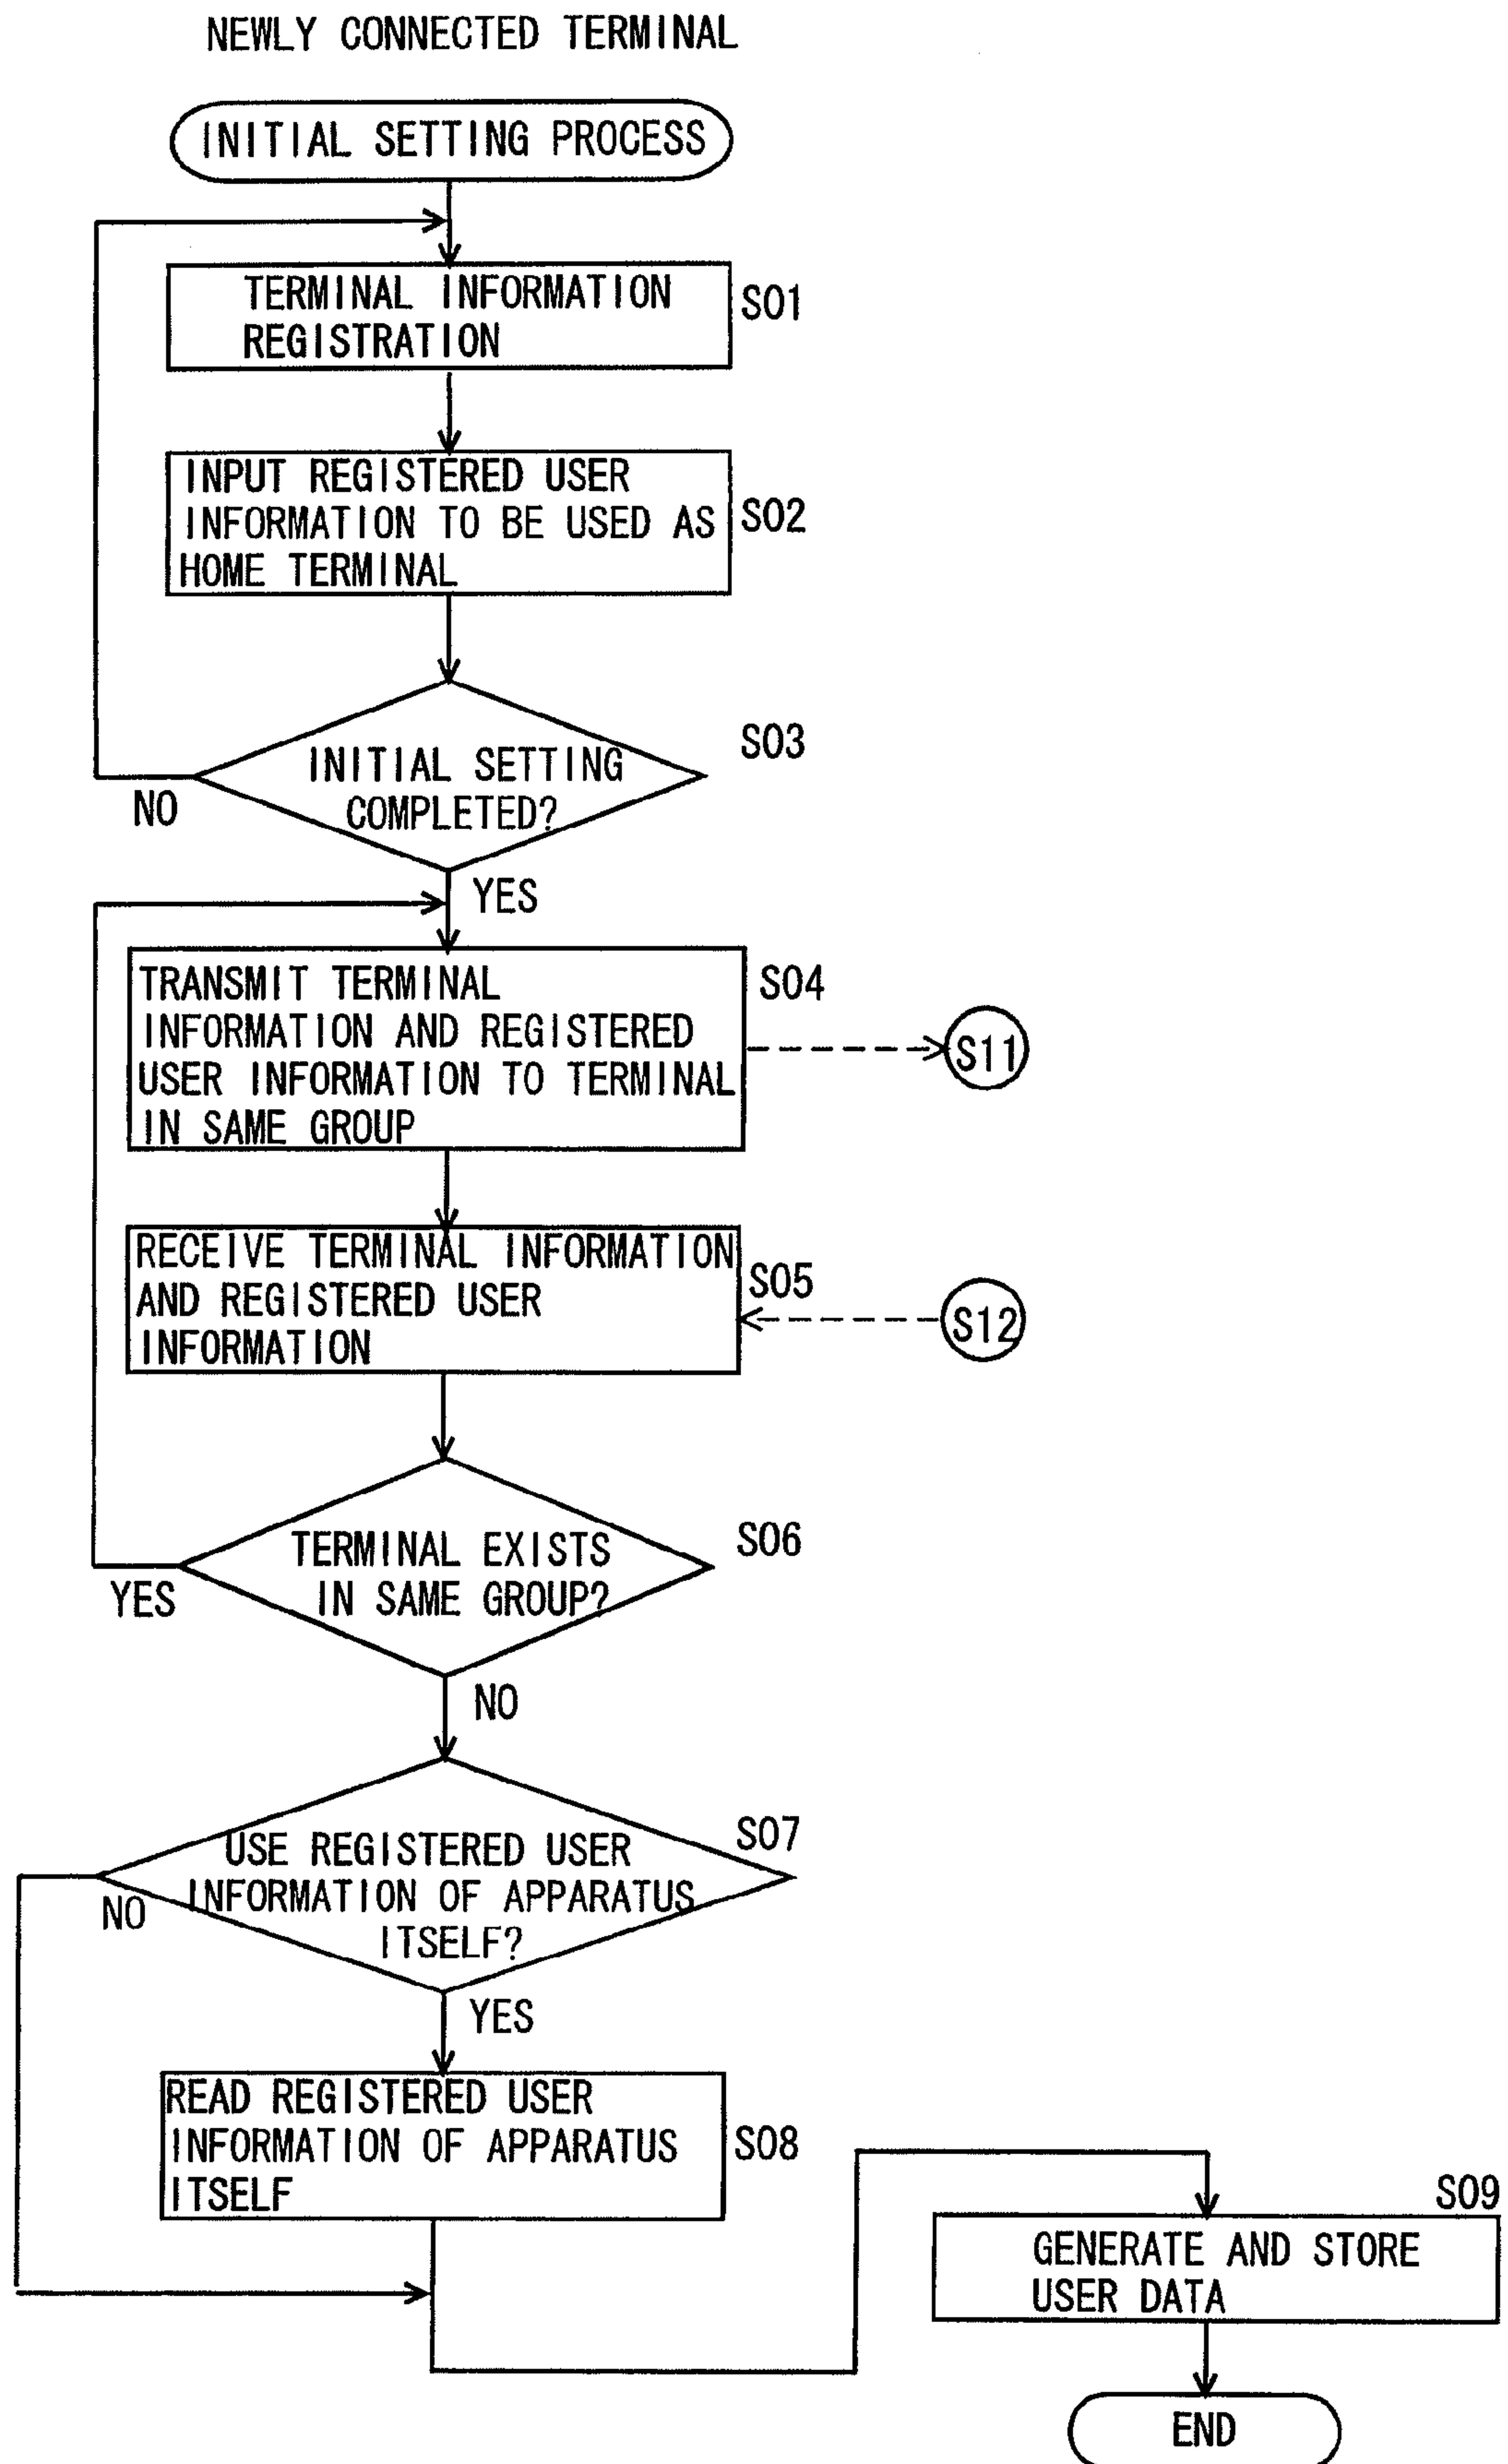 NEWLY CONNECTED TERMINAL
INITIAL SETTING PROCESS
TERMINAL INFORMATION
REGISTRATION
S01
INPUT REGISTERED USER
INFORMATION TO BE USED AS
HOME TERMINAL
S02
INITIAL SETTING
COMPLETED?
S03
NO
YES
TRANSMIT TERMINAL
INFORMATION AND REGISTERED
USER INFORMATION TO TERMINAL
IN SAME GROUP
S04
S11
RECEIVE TERMINAL INFORMATION
AND REGISTERED USER
INFORMATION
S05
S12
TERMINAL EXISTS
IN SAME GROUP?
S06
YES
NO
USE REGISTERED USER
INFORMATION OF APPARATUS
ITSELF?
S07
NO
YES
READ REGISTERED USER
INFORMATION OF APPARATUS
ITSELF
S08
S09
GENERATE AND STORE
USER DATA
END